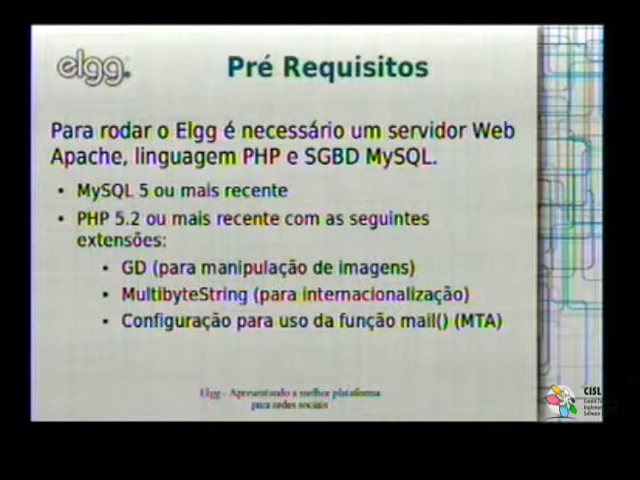 elgg.
Pré Requisitos
Para rodar o Elgg é necessário um servidor Web
Apache, linguagem PHP e SGBD MySQL.
• MySQL 5 ou mais recente
• PHP 5.2 ou mais recente com as seguintes
extensões:
• GD (para manipulação de imagens)
• MultibyteString (para internacionalização)
• Configuração para uso da função mail() (MTA)
Elgg - Apresentando a melhor plataforma
para redes sociais
CISL